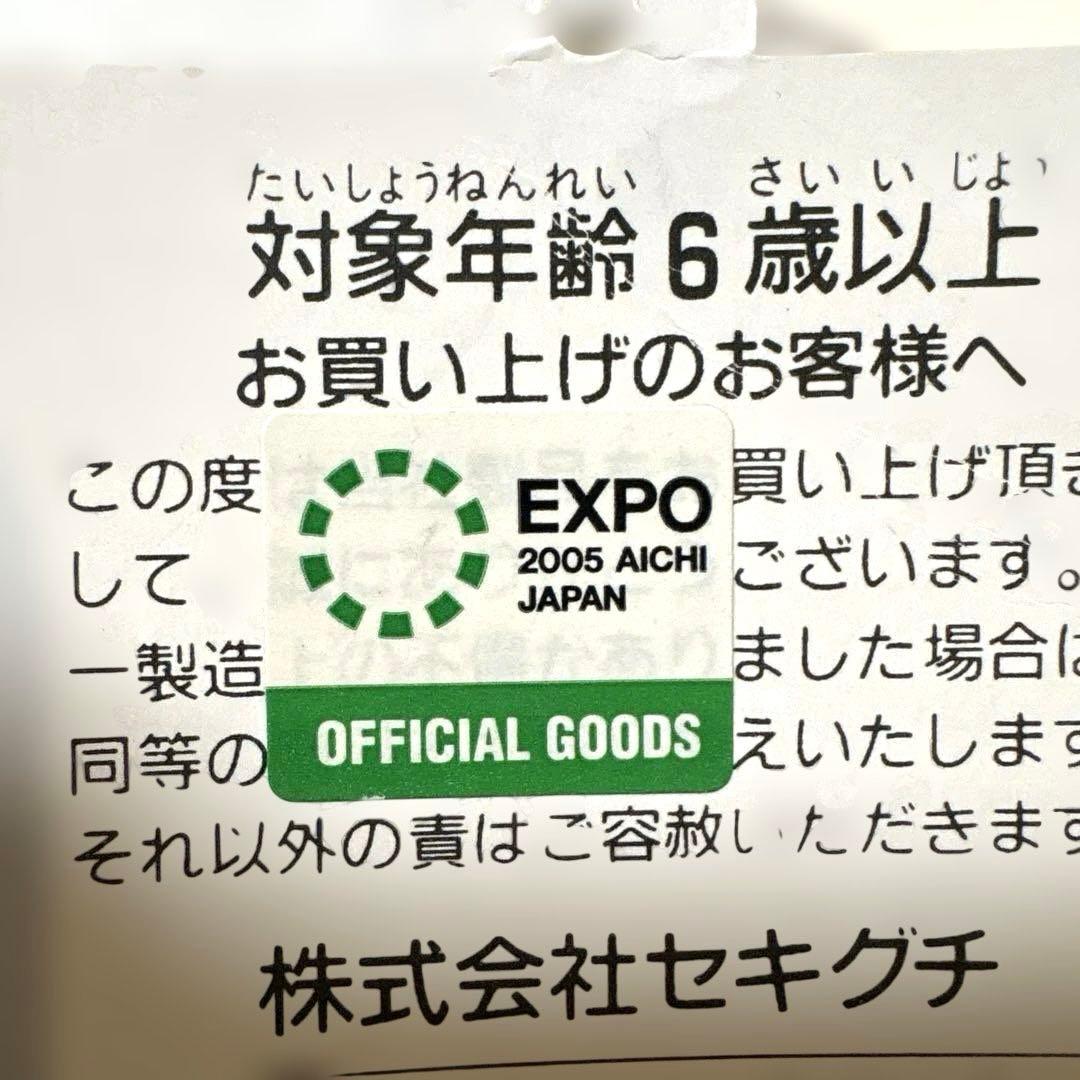 たいしょうねんれい さい い じょ
対象年齢6歳以上
お買い上げのお客様へ
この度 買い上げ頂き
して ございます。
一製造 ました場合は
同等の えいたします
それ以外の責はご容赦いただきます
EXPO
2005 AICHI
JAPAN
OFFICIAL GOODS
株式会社セキグチ